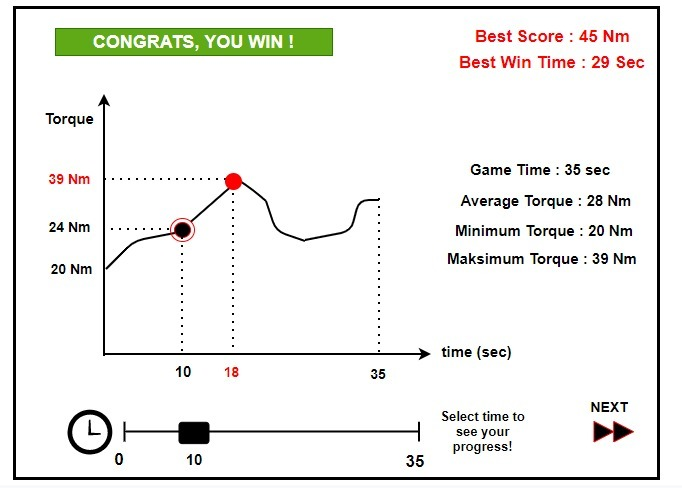 CONGRATS, YOU WIN !
Best Score : 45 Nm
Best Win Time : 29 Sec
Torque
39 Nm
24 Nm
20 Nm
Game Time : 35 sec
Average Torque : 28 Nm
Minimum Torque : 20 Nm
Maksimum Torque : 39 Nm
time (sec)
10
18
35
0
10
35
Select time to
see your
progress!
NEXT